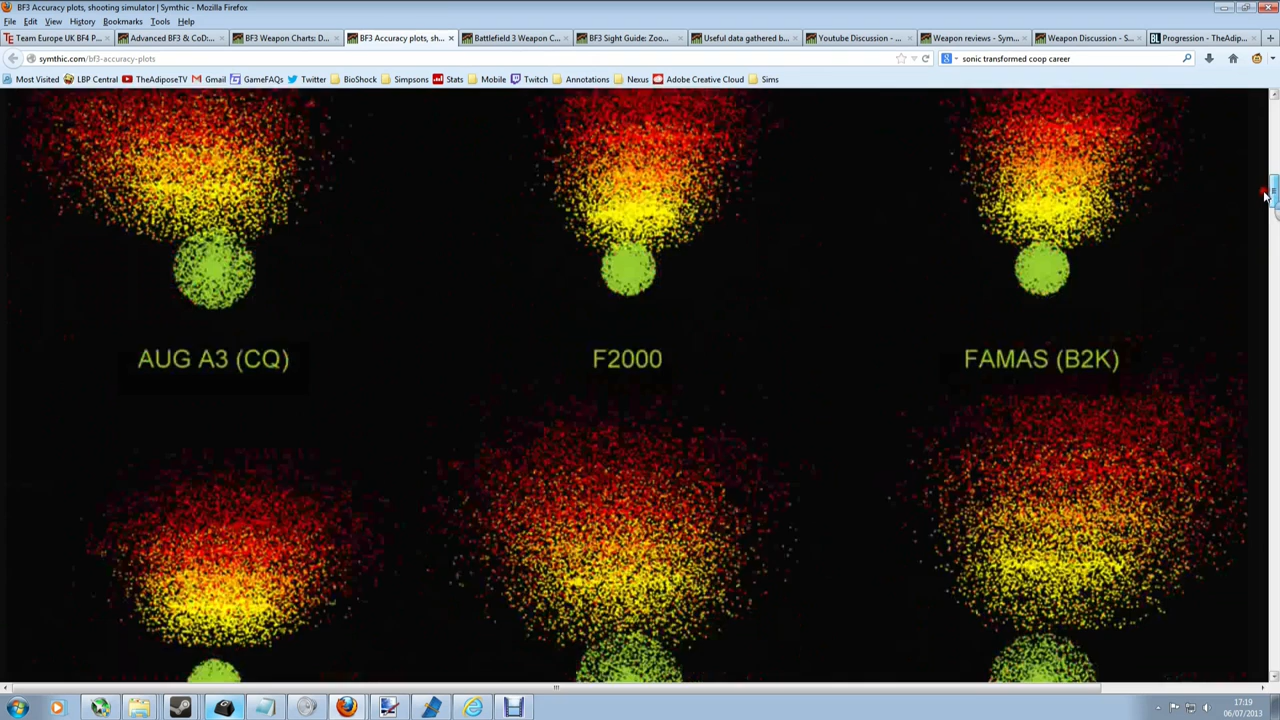 BF3 Accuracy plots, shooting simulator | Symthic - Mozilla Firefox
File Edit View History Bookmarks Tools Help
Team Europe UK BF4 P...
Advanced BF3 & CoD:...
BF3 Weapon Charts: D...
BF3 Accuracy plots, sh...
Battlefield 3 Weapon C...
BF3 Sight Guide: Zoo...
Useful data gathered b...
Youtube Discussion - ...
Weapon reviews - Sym...
Weapon Discussion - S...
Progression - TheAdip...
symthic.com/bf3-accuracy-plots
sonic transformed coop career
Most Visited LBP Central TheAdiposeTV Gmail GameFAQs Twitter BioShock Simpsons Stats Mobile Twitch Annotations Nexus Adobe Creative Cloud Sims
AUG A3 (CQ) F2000 FAMAS (B2K)
17:19
06/07/2013